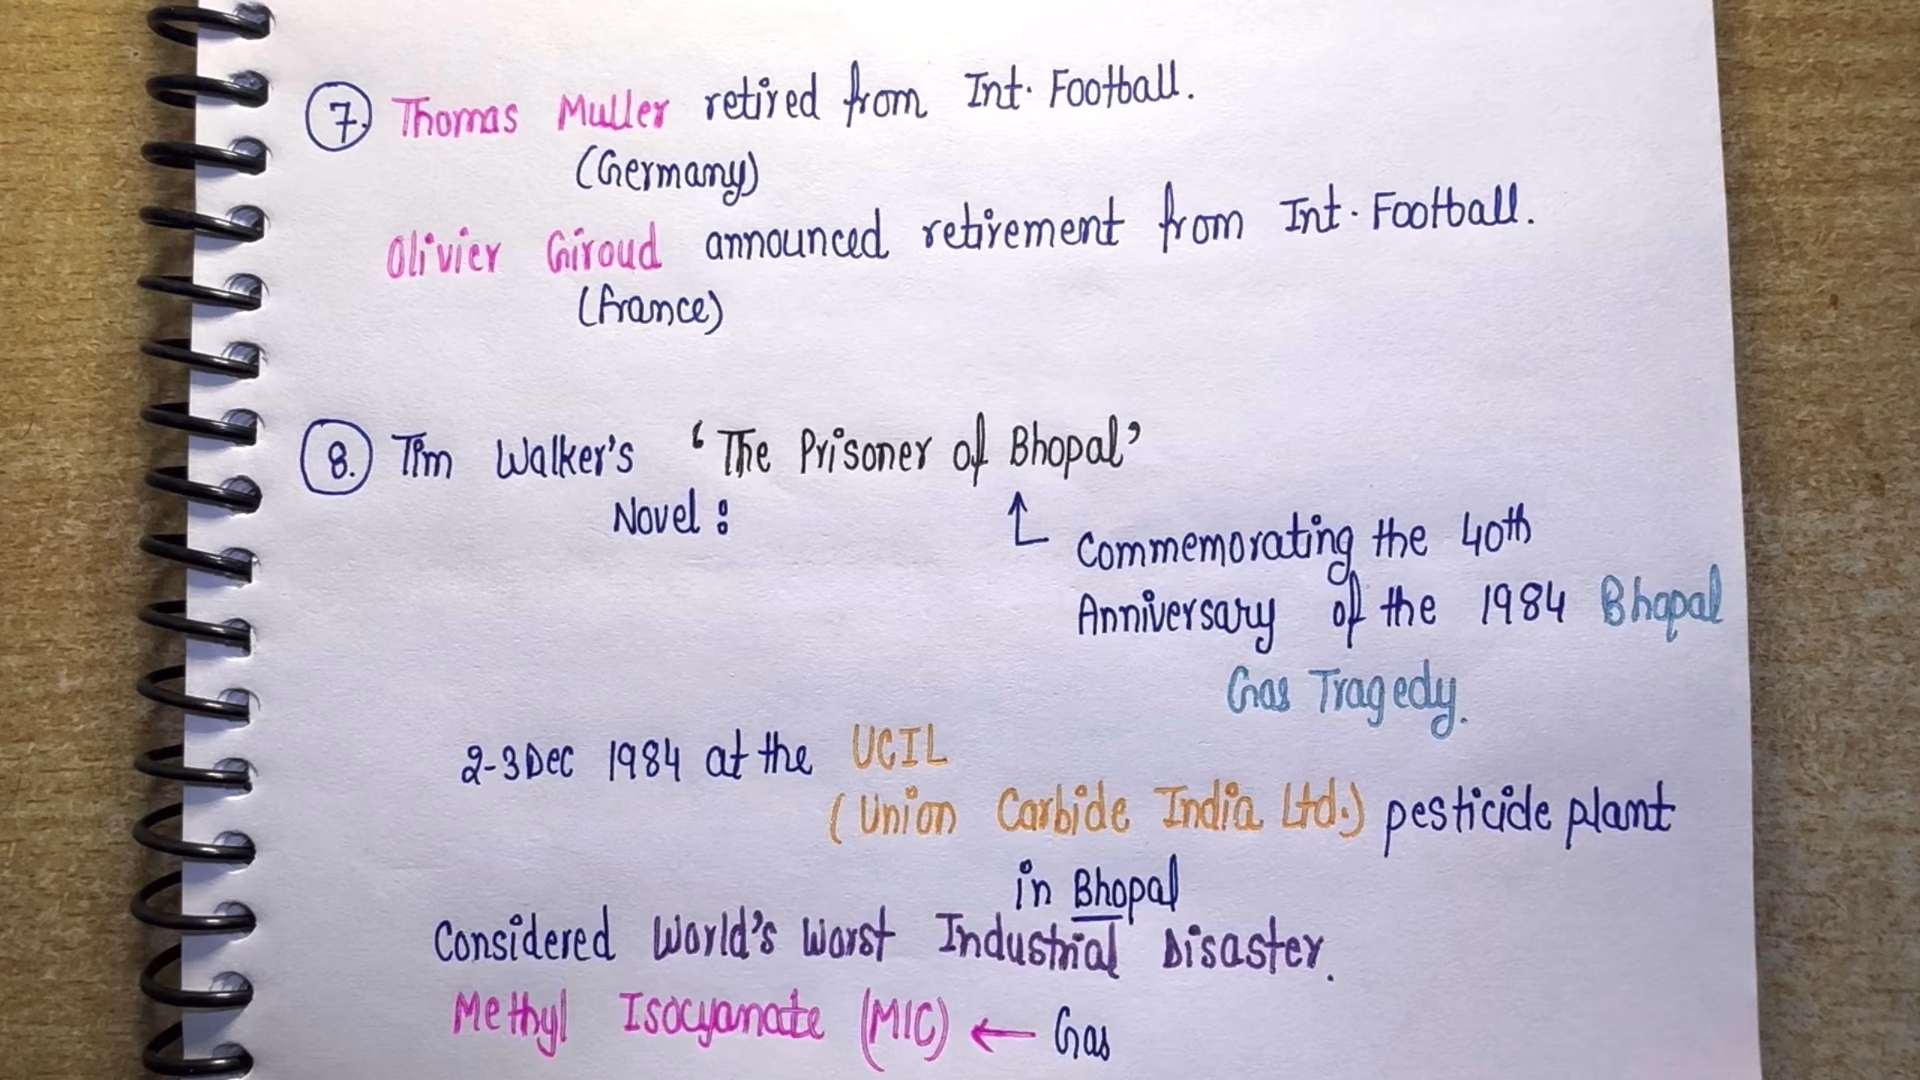 7. Thomas Muller retired from Int. Football.
(Germany)
Olivier Giroud announced retirement from Int. Football.
(France)
8. Tim Walker's 'The Prisoner of Bhopal'
Novel :
↑ Commemorating the 40th
Anniversary of the 1984 Bhopal
Gas Tragedy.
2-3 Dec 1984 at the UCIL
(Union Carbide India Ltd.) pesticide plant
in Bhopal
Considered World's Worst Industrial Disaster.
Methyl Isocyanate (MIC) ← Gas